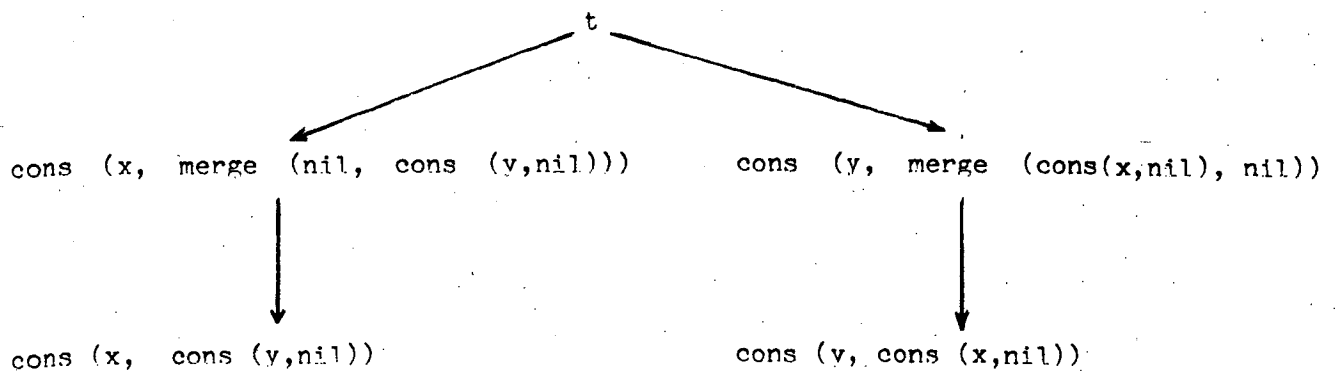 t
cons (x, merge (nil, cons (y,nil))) cons (y, merge (cons(x,nil), nil))
cons (x, cons (y,nil)) cons (y, cons (x,nil))